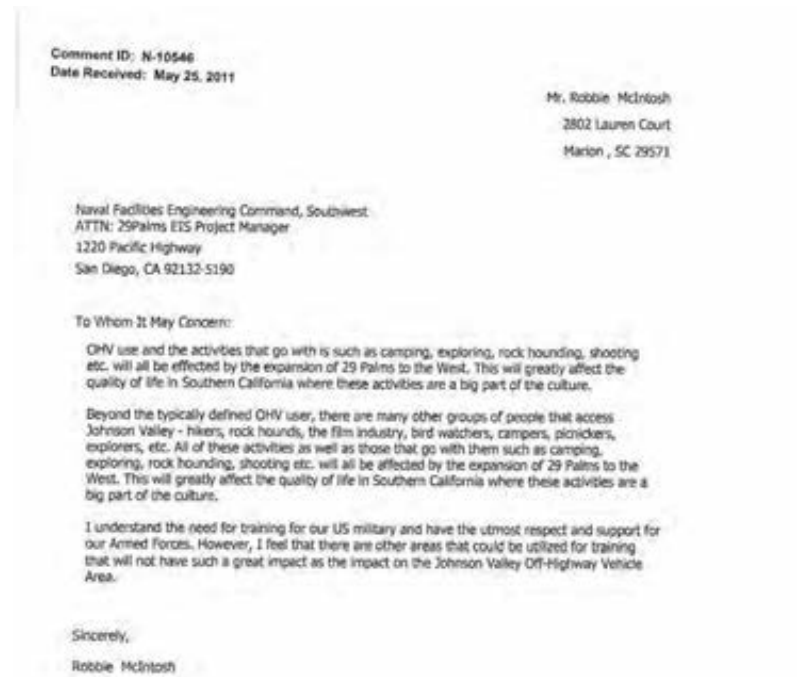 Comment ID: N-10546
Date Received: May 25, 2011
Mr. Robbie McIntosh
2802 Lauren Court
Marion , SC 29571
Naval Facilities Engineering Command, Southwest
ATTN: 29Palms EIS Project Manager
1220 Pacific Highway
San Diego, CA 92132-5190
To Whom It May Concern:
OHV use and the activities that go with is such as camping, exploring, rock hounding, shooting
etc. will all be effected by the expansion of 29 Palms to the West. This will greatly affect the
quality of life in Southern California where these activities are a big part of the culture.
Beyond the typically defined OHV user, there are many other groups of people that access
Johnson Valley - hikers, rock hounds, the film industry, bird watchers, campers, picnickers,
explorers, etc. All of these activities as well as those that go with them such as camping,
exploring, rock hounding, shooting etc. will all be affected by the expansion of 29 Palms to the
West. This will greatly affect the quality of life in Southern California where these activities are a
big part of the culture.
I understand the need for training for our US military and have the utmost respect and support for
our Armed Forces. However, I feel that there are other areas that could be utilized for training
that will not have such a great impact as the impact on the Johnson Valley Off-Highway Vehicle
Area.
Sincerely,
Robbie McIntosh